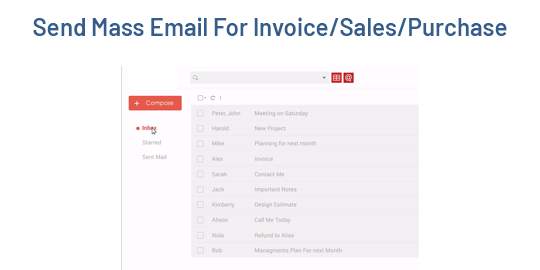 Send Mass Email For Invoice/Sales/Purchase
+ Compose
Inbox
Starred
Sent Mail
Peter, John Meeting on Saturday
Harold New Project
Mike Planning for next month
Alex Invoice
Sarah Contact Me
Jack Important Notes
Kimberly Design Estimate
Alison Call Me Today
Nola Refund to Alias
Bob Managments Plan For next Month